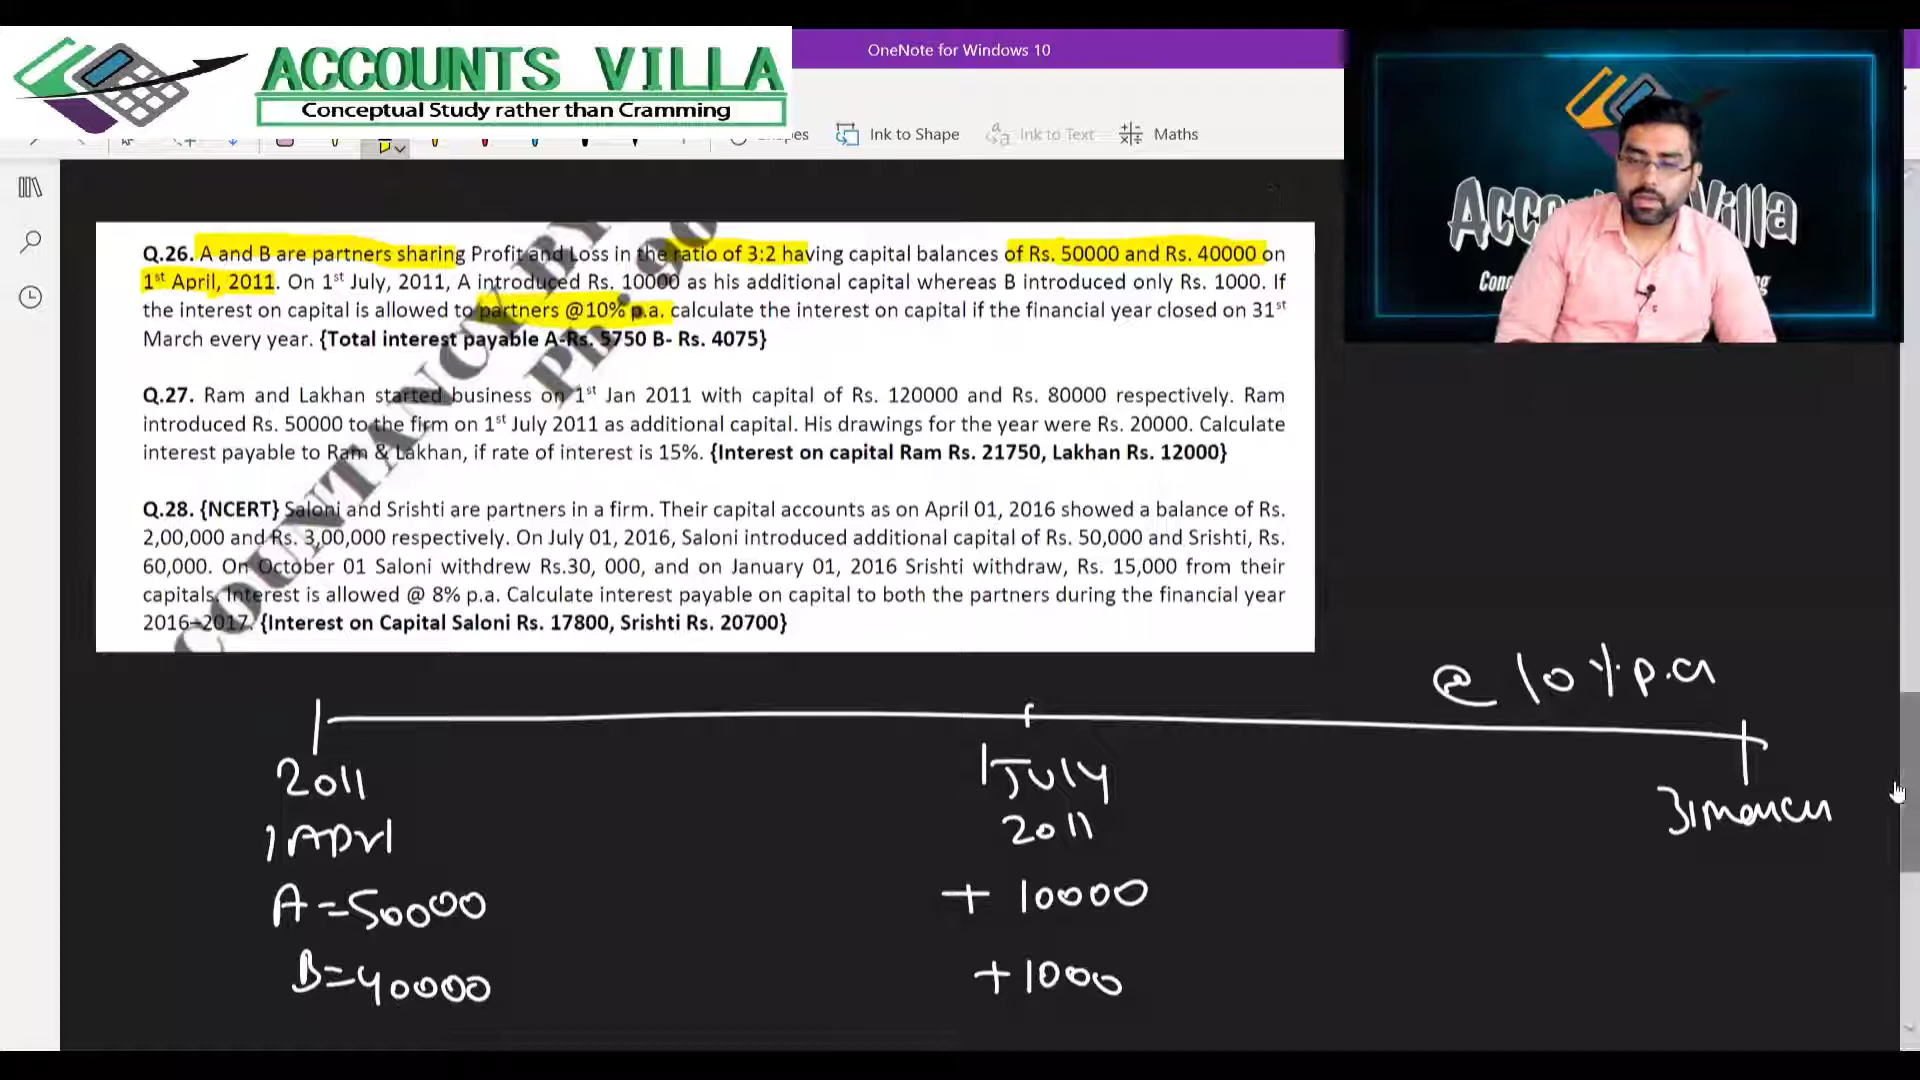 ACCOUNTS VILLA
Conceptual Study rather than Cramming
OneNote for Windows 10
Ink to Shape
Ink to Text
Maths
Q.26. A and B are partners sharing Profit and Loss in the ratio of 3:2 having capital balances of Rs. 50000 and Rs. 40000 on
1st April, 2011. On 1st July, 2011, A introduced Rs. 10000 as his additional capital whereas B introduced only Rs. 1000. If
the interest on capital is allowed to partners @10% p.a. calculate the interest on capital if the financial year closed on 31st
March every year. {Total interest payable A-Rs. 5750 B- Rs. 4075}
Q.27. Ram and Lakhan started business on 1st Jan 2011 with capital of Rs. 120000 and Rs. 80000 respectively. Ram
introduced Rs. 50000 to the firm on 1st July 2011 as additional capital. His drawings for the year were Rs. 20000. Calculate
interest payable to Ram & Lakhan, if rate of interest is 15%. {Interest on capital Ram Rs. 21750, Lakhan Rs. 12000}
Q.28. {NCERT} Saloni and Srishti are partners in a firm. Their capital accounts as on April 01, 2016 showed a balance of Rs.
2,00,000 and Rs. 3,00,000 respectively. On July 01, 2016, Saloni introduced additional capital of Rs. 50,000 and Srishti, Rs.
60,000. On October 01 Saloni withdrew Rs.30, 000, and on January 01, 2016 Srishti withdraw, Rs. 15,000 from their
capitals. Interest is allowed @ 8% p.a. Calculate interest payable on capital to both the partners during the financial year
2016–2017. {Interest on Capital Saloni Rs. 17800, Srishti Rs. 20700}
@ 10 % p.a
2011
1 April
A = 50000
B = 40000
1 July
2011
+ 10000
+ 1000
31 march